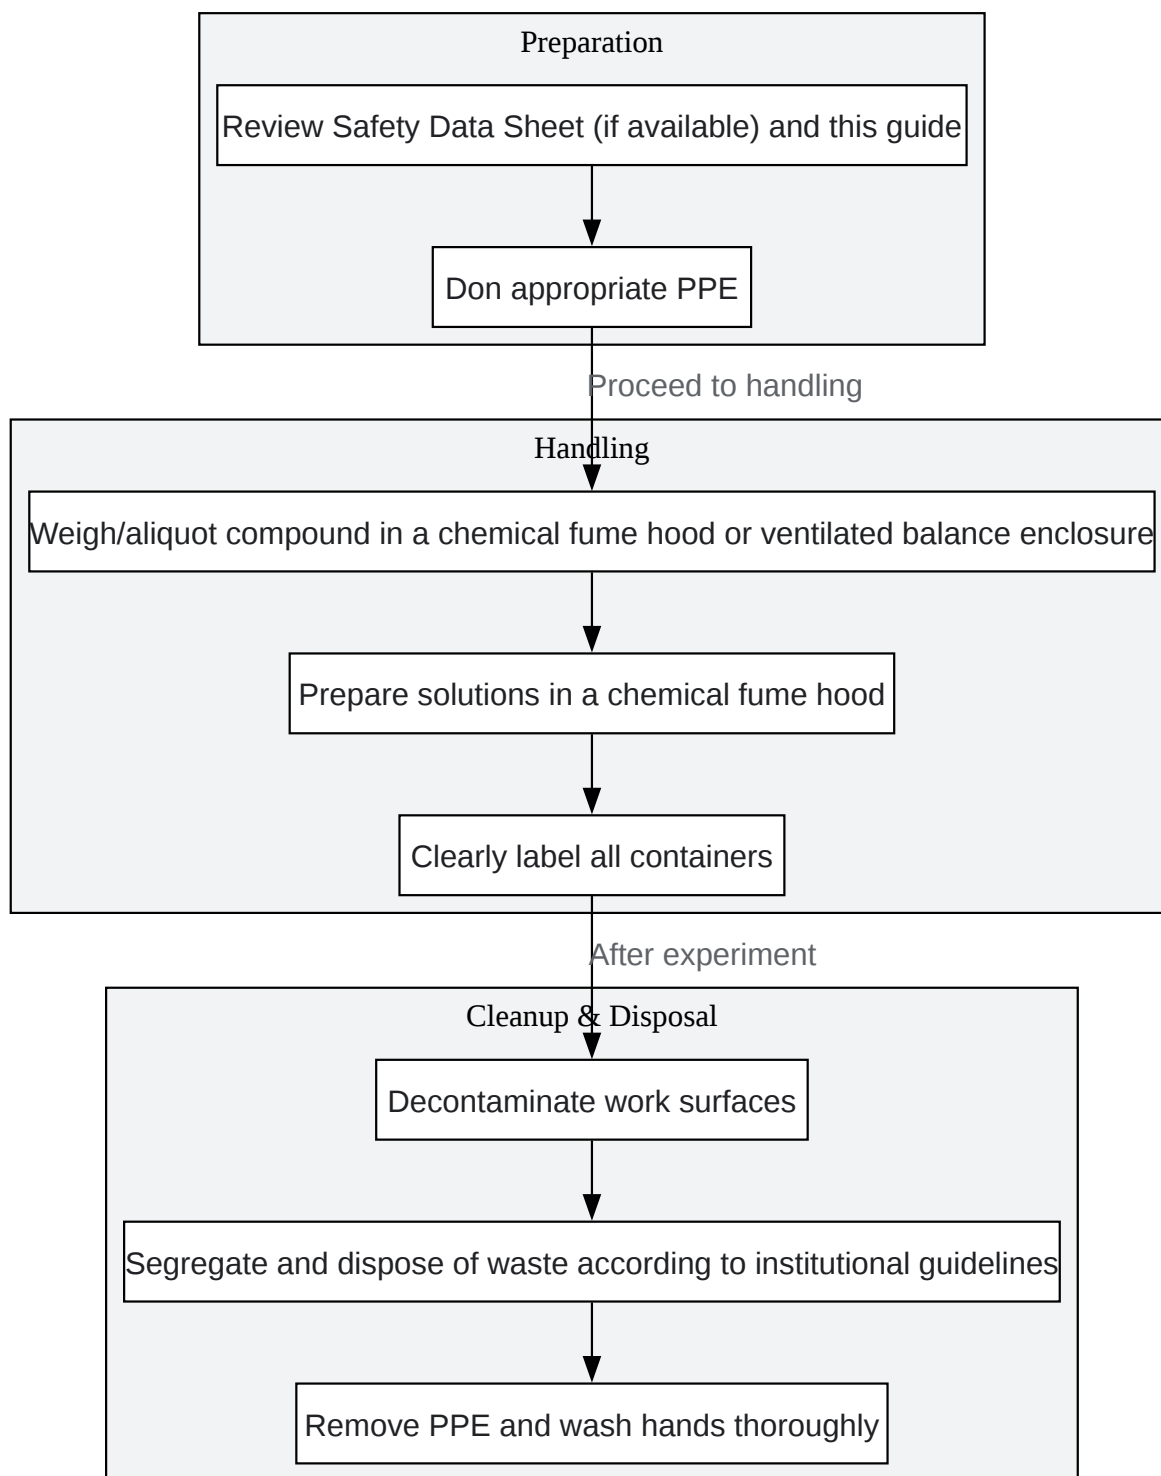 Preparation
Review Safety Data Sheet (if available) and this guide
Don appropriate PPE
Proceed to handling
Handling
Weigh/aliquot compound in a chemical fume hood or ventilated balance enclosure
Prepare solutions in a chemical fume hood
Clearly label all containers
After experiment
Cleanup & Disposal
Decontaminate work surfaces
Segregate and dispose of waste according to institutional guidelines
Remove PPE and wash hands thoroughly